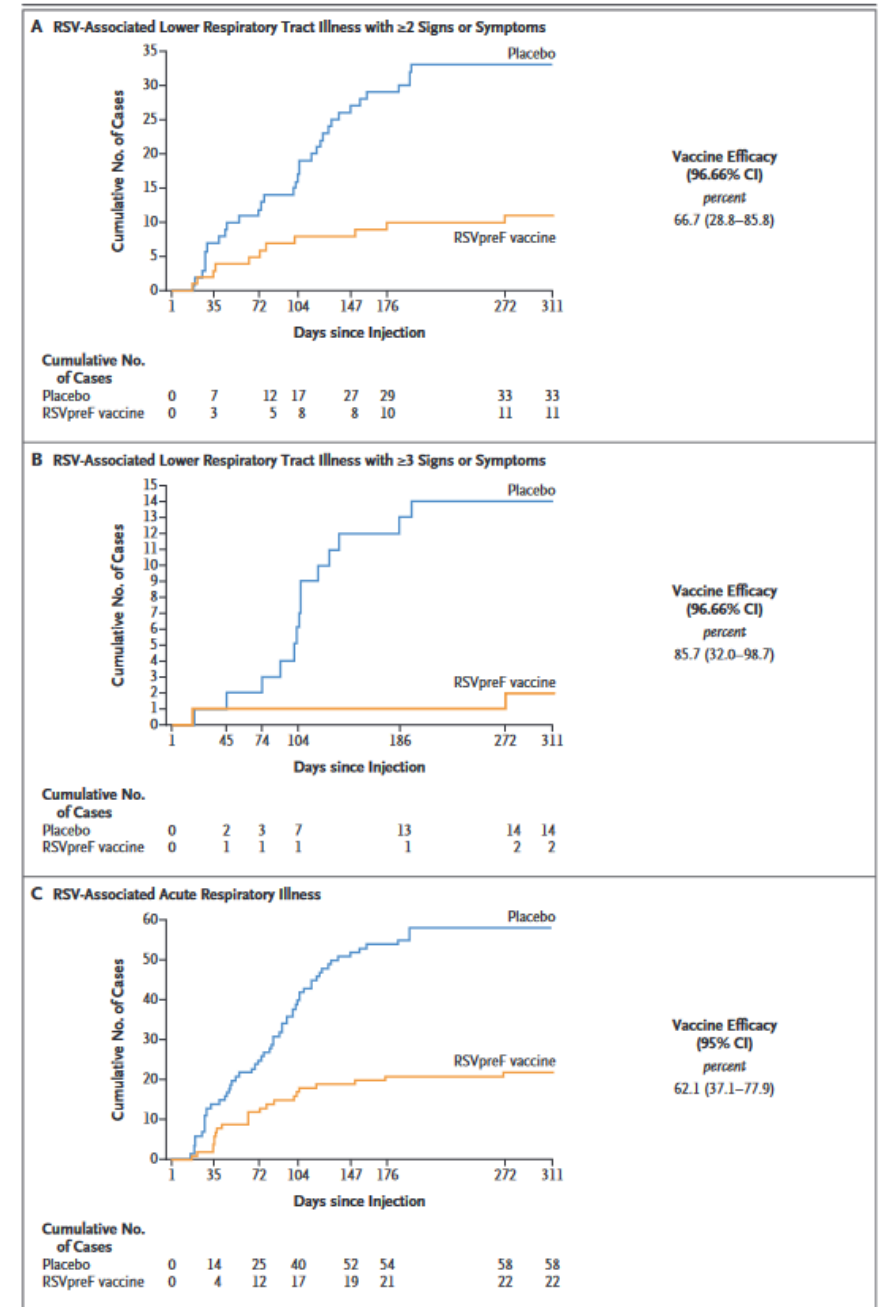 A RSV-Associated Lower Respiratory Tract Illness with ≥2 Signs or Symptoms
35
30
25
20
15
10
5
0
Cumulative No. of Cases
Placebo
RSVpreF vaccine
1 35 72 104 147 176 272 311
Days since Injection
Vaccine Efficacy
(96.66% CI)
percent
66.7 (28.8–85.8)
Cumulative No.
of Cases
Placebo 0 7 12 17 27 29 33 33
RSVpreF vaccine 0 3 5 8 8 10 11 11
B RSV-Associated Lower Respiratory Tract Illness with ≥3 Signs or Symptoms
15
14
13
12
11
10
9
8
7
6
5
4
3
2
1
0
Cumulative No. of Cases
Placebo
RSVpreF vaccine
1 45 74 104 186 272 311
Days since Injection
Vaccine Efficacy
(96.66% CI)
percent
85.7 (32.0–98.7)
Cumulative No.
of Cases
Placebo 0 2 3 7 13 14 14
RSVpreF vaccine 0 1 1 1 1 2 2
C RSV-Associated Acute Respiratory Illness
60
50
40
30
20
10
0
Cumulative No. of Cases
Placebo
RSVpreF vaccine
1 35 72 104 147 176 272 311
Days since Injection
Vaccine Efficacy
(95% CI)
percent
62.1 (37.1–77.9)
Cumulative No.
of Cases
Placebo 0 14 25 40 52 54 58 58
RSVpreF vaccine 0 4 12 17 19 21 22 22